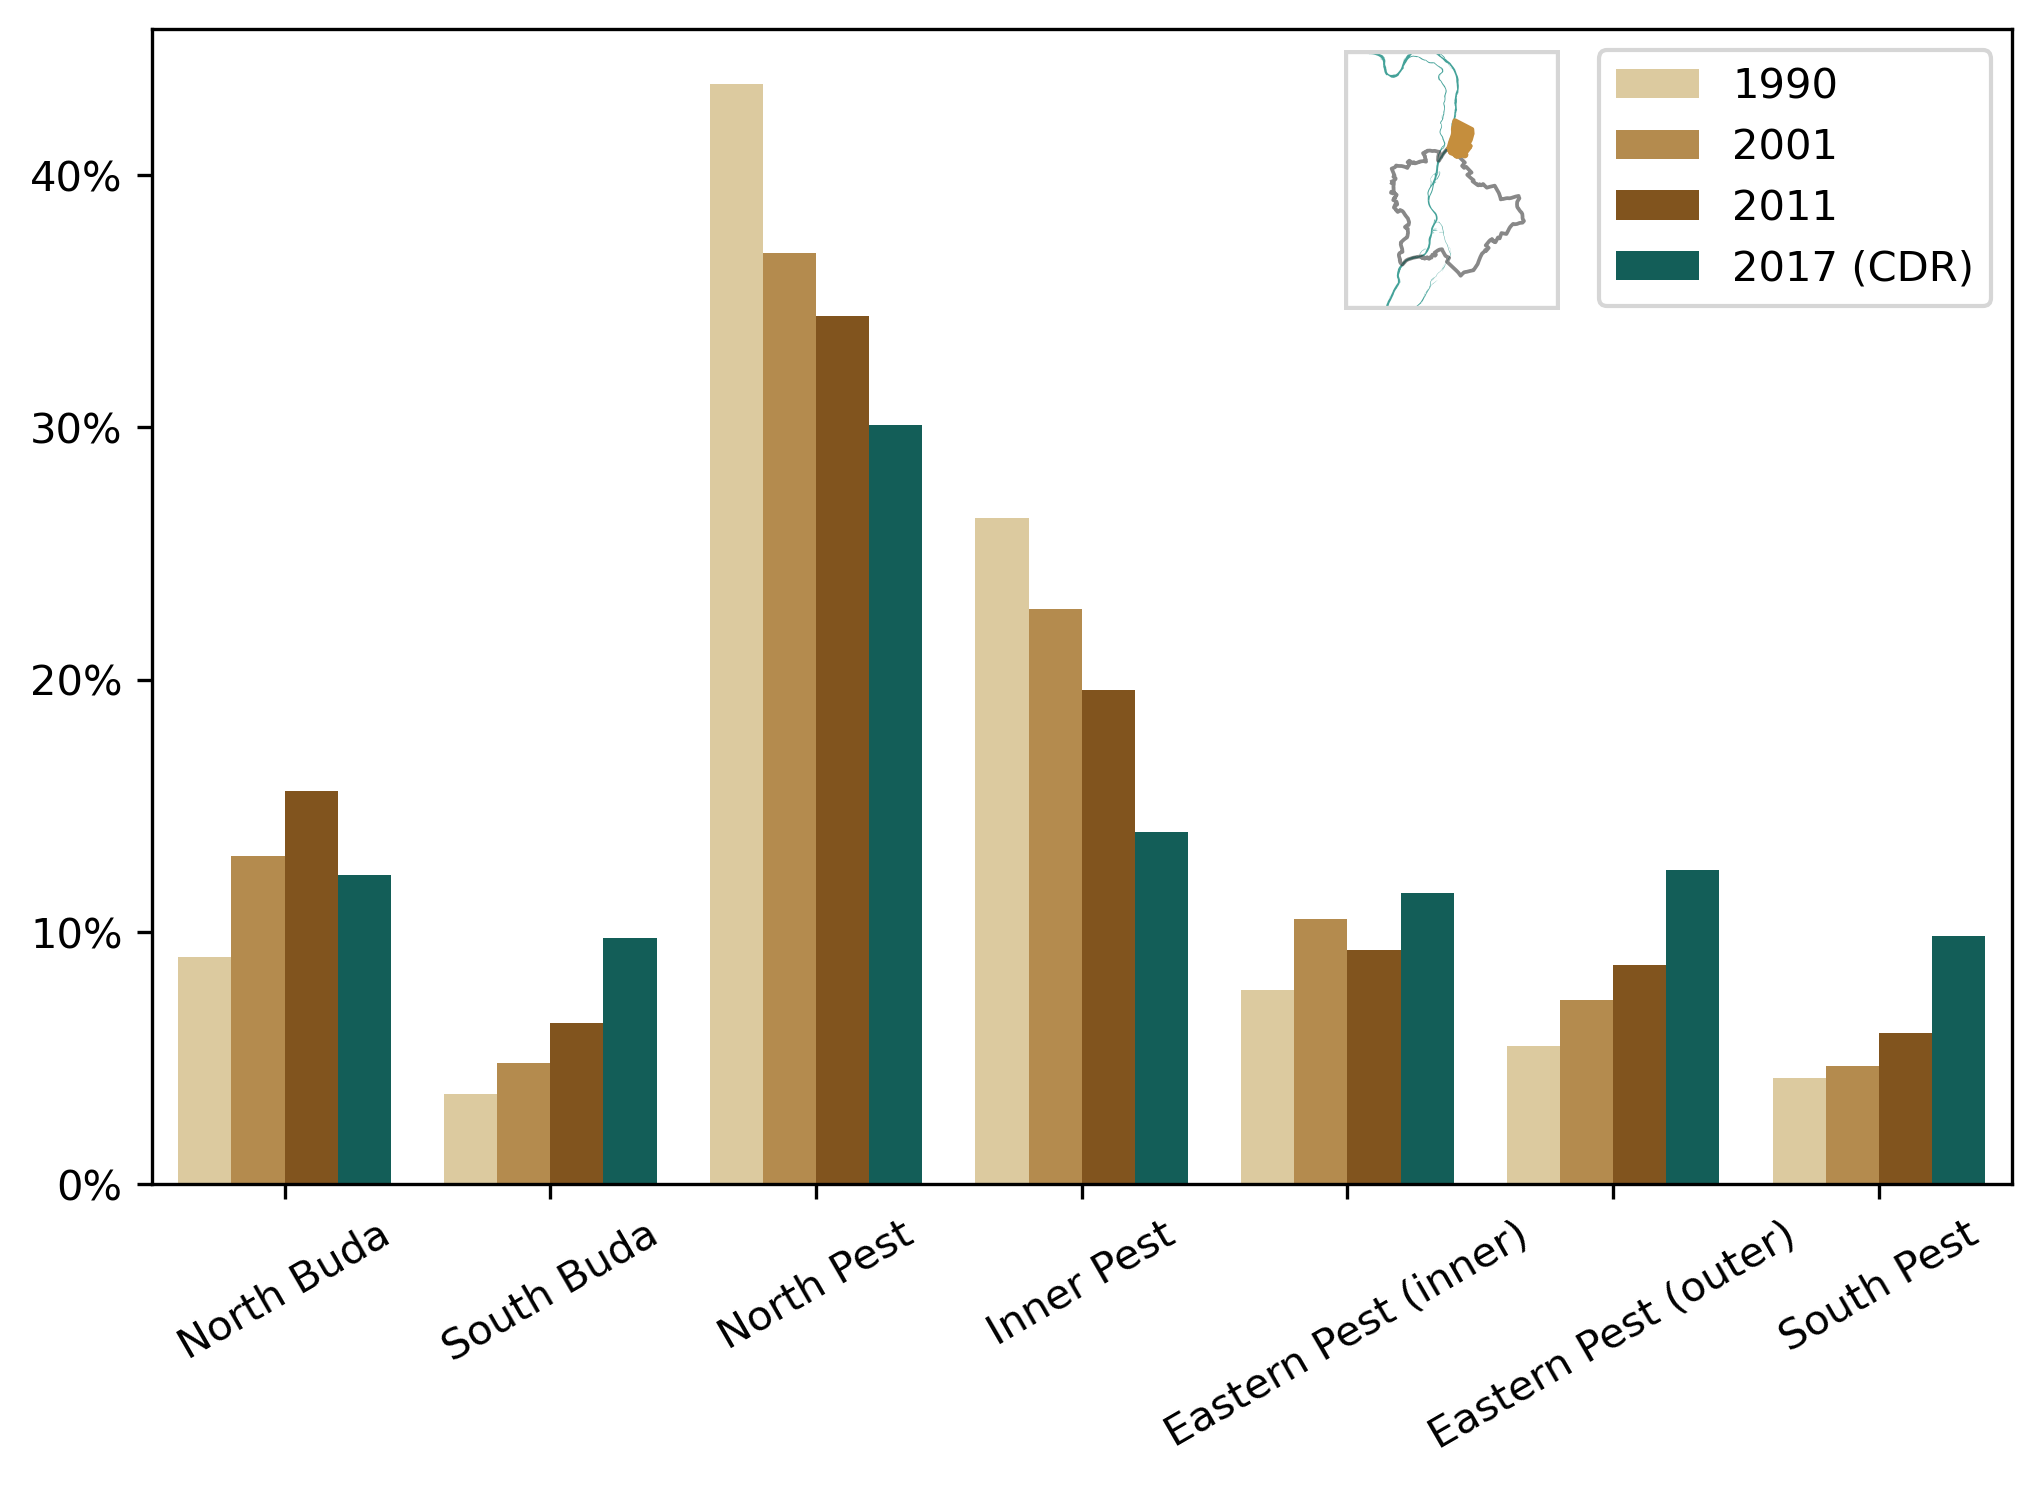 1990
2001
2011
2017 (CDR)
40%
30%
20%
10%
0%
North Buda
South Buda
North Pest
Inner Pest
Eastern Pest (inner)
Eastern Pest (outer)
South Pest